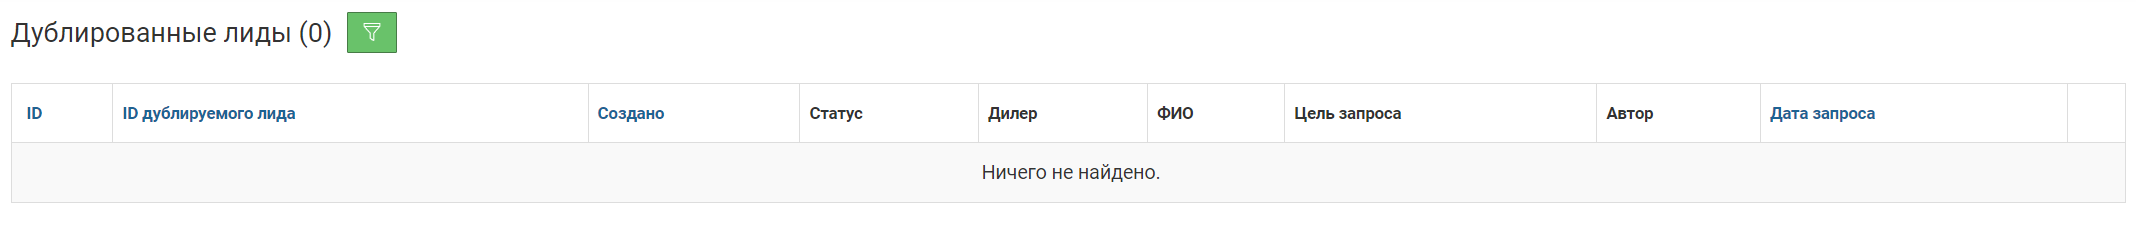 Дублированные лиды (0)
ID ID дублируемого лида Создано Статус Дилер ФИО Цель запроса Автор Дата запроса
Ничего не найдено.